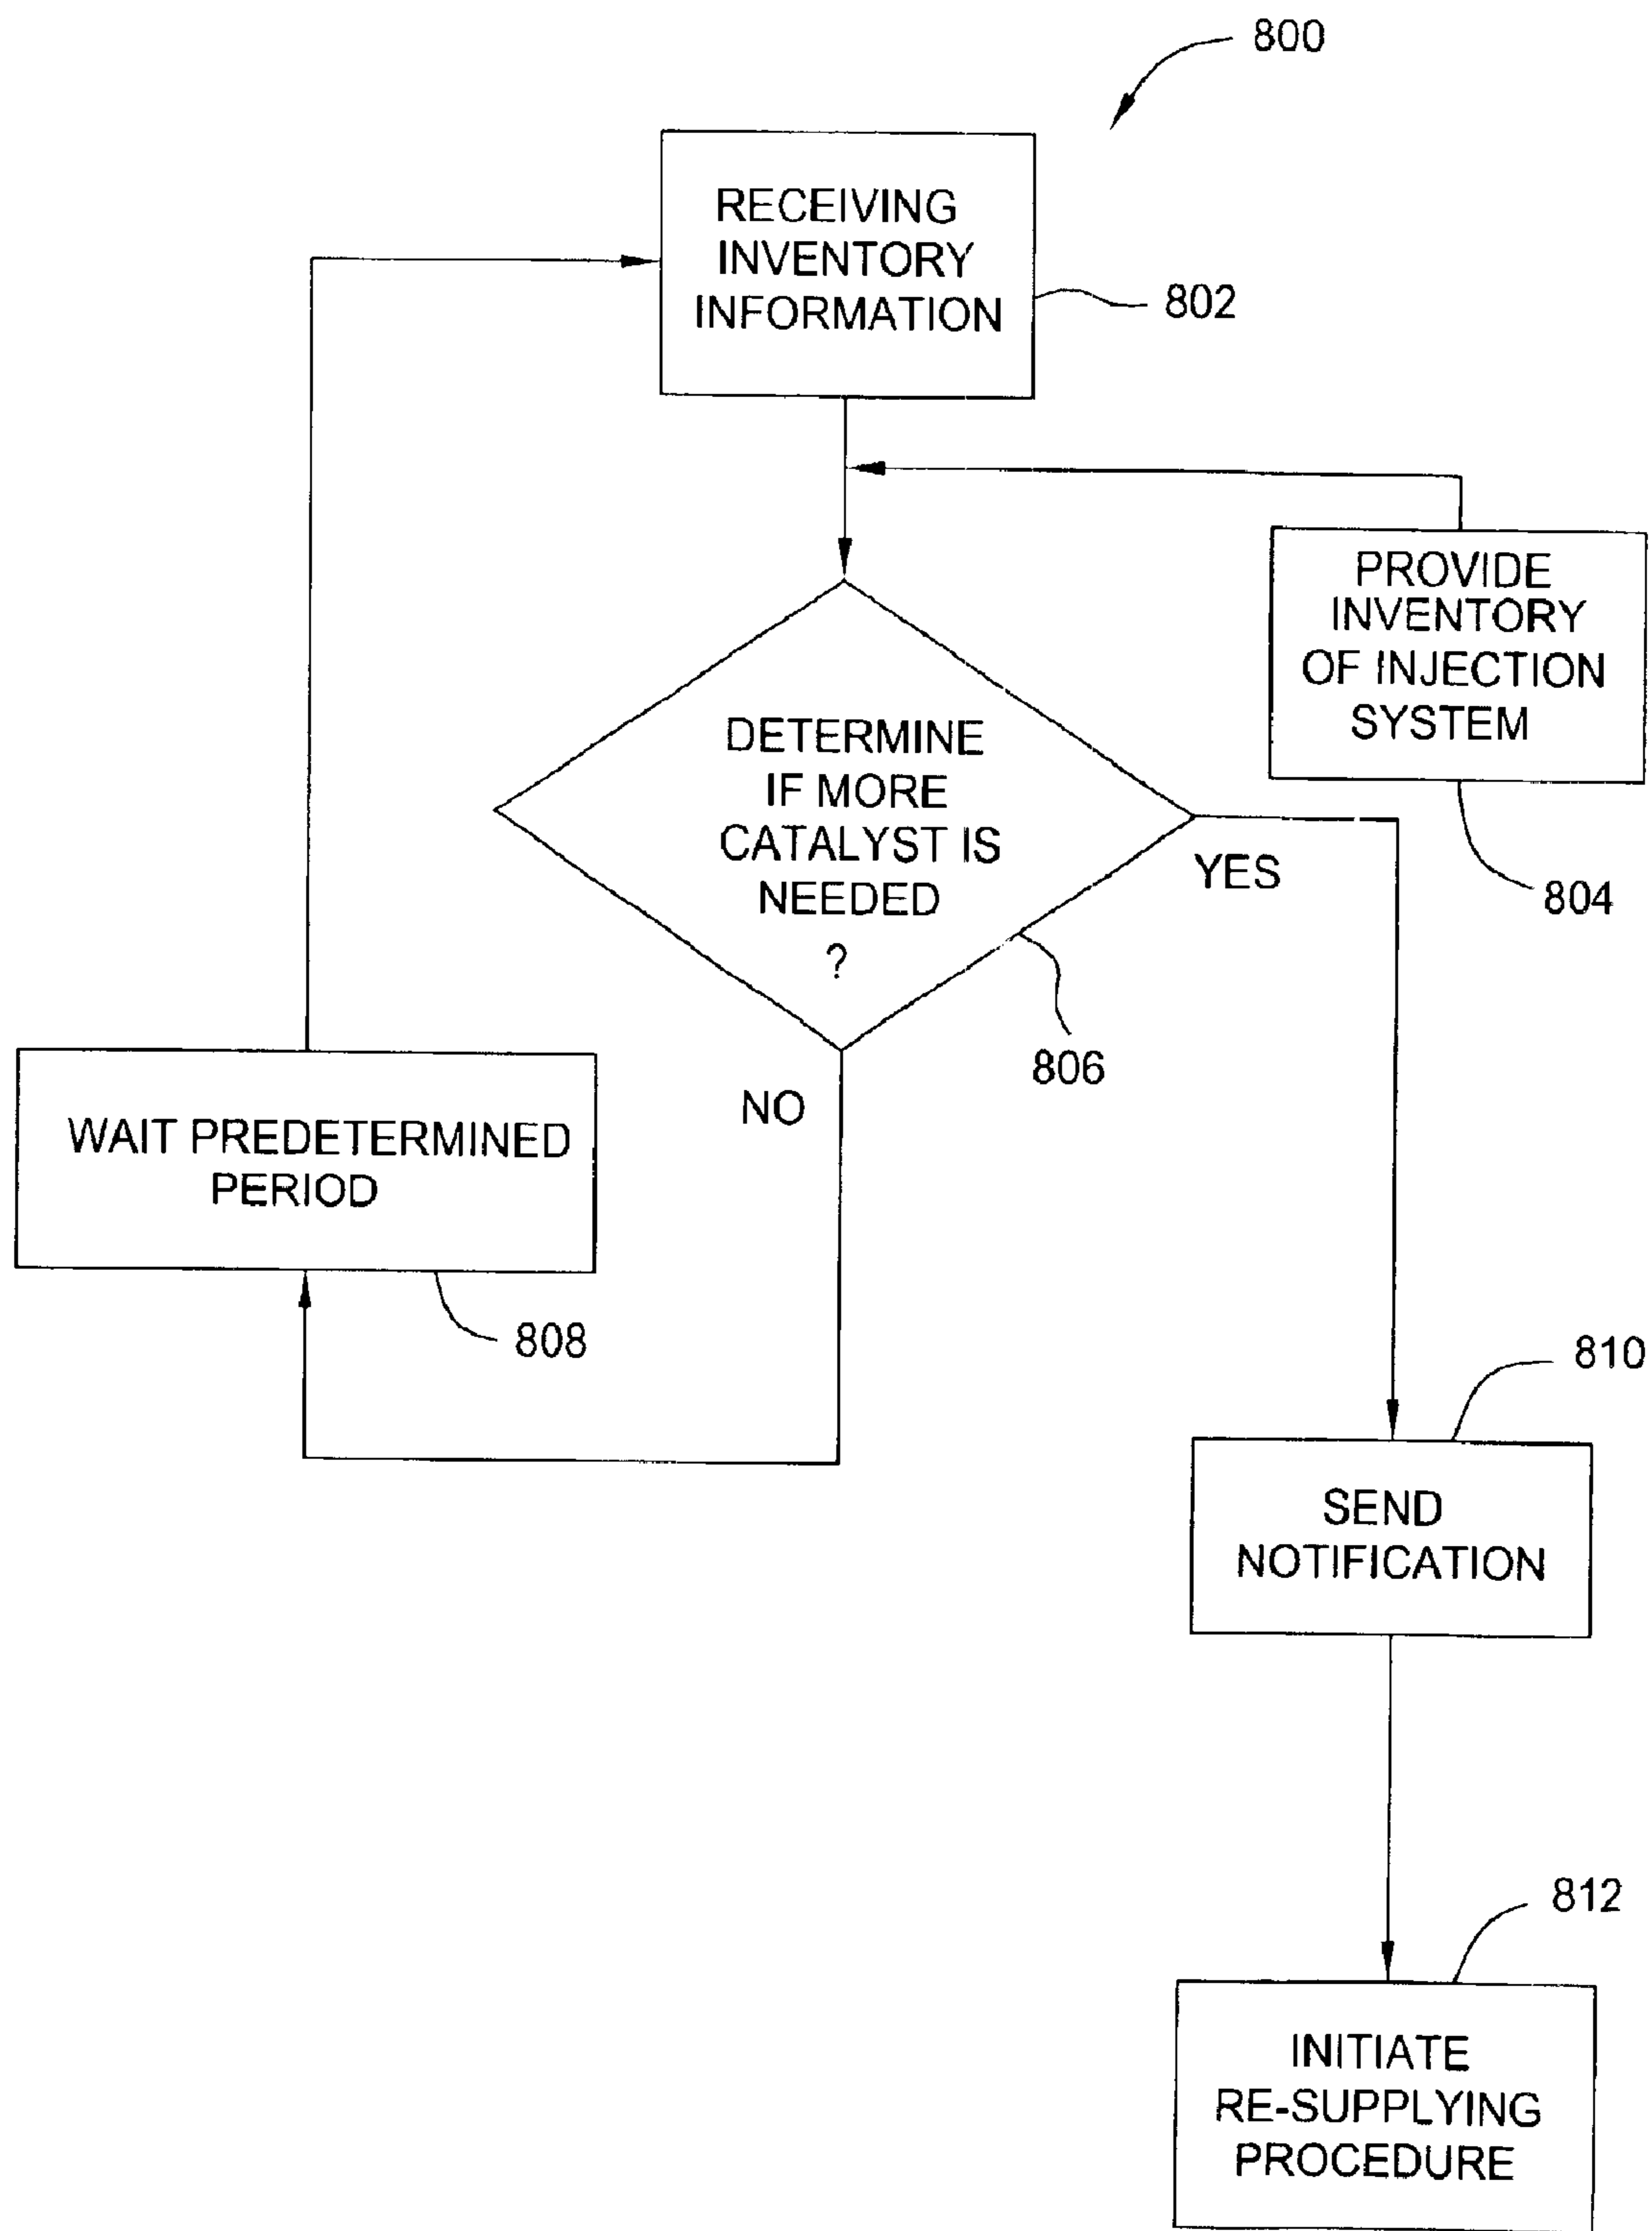 800
RECEIVING
INVENTORY
INFORMATION
802
PROVIDE
INVENTORY
OF INJECTION
SYSTEM
804
DETERMINE
IF MORE
CATALYST IS
NEEDED
?
YES
806
NO
WAIT PREDETERMINED
PERIOD
808
810
SEND
NOTIFICATION
812
INITIATE
RE-SUPPLYING
PROCEDURE